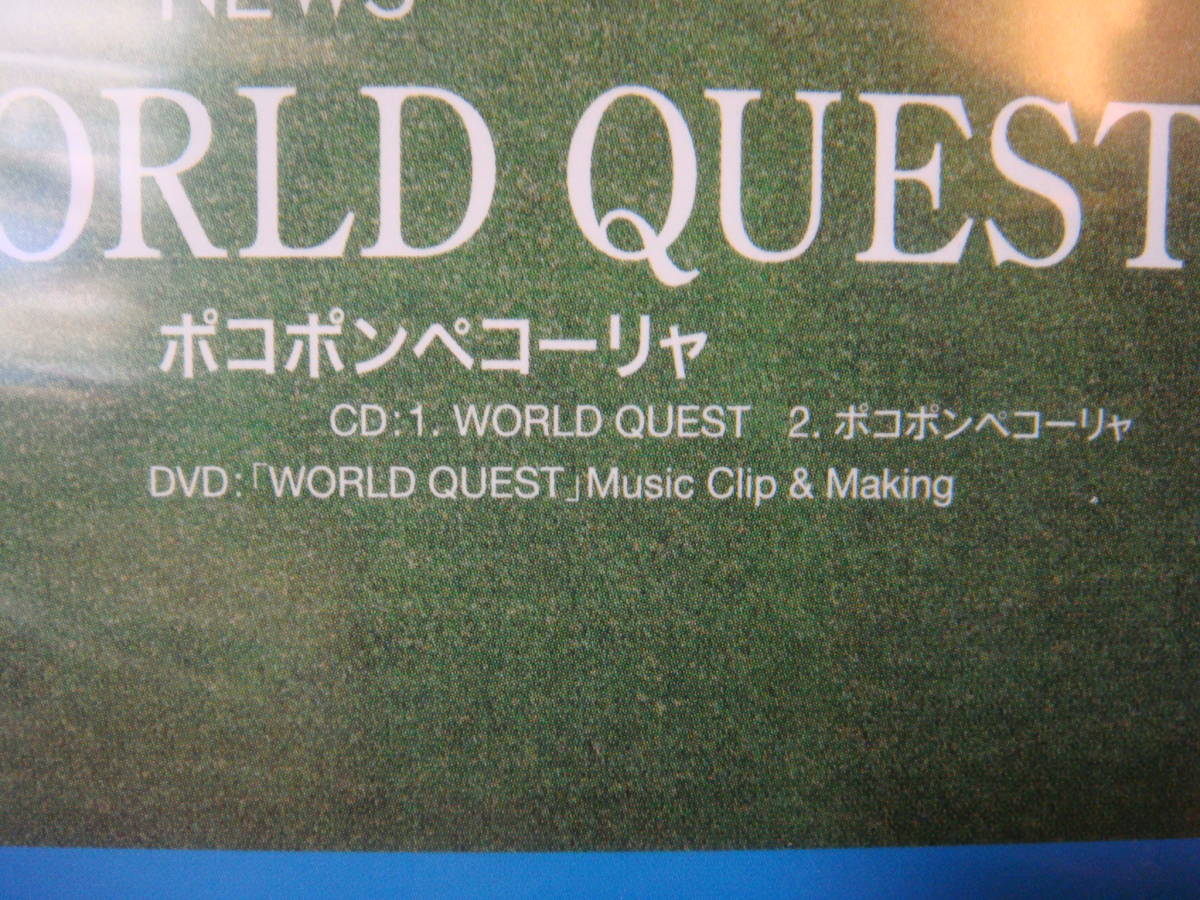 NEWS
ORLD QUEST
ポコポンペコーリャ
CD:1. WORLD QUEST 2. ポコポンペコーリャ
DVD:「WORLD QUEST」Music Clip & Making